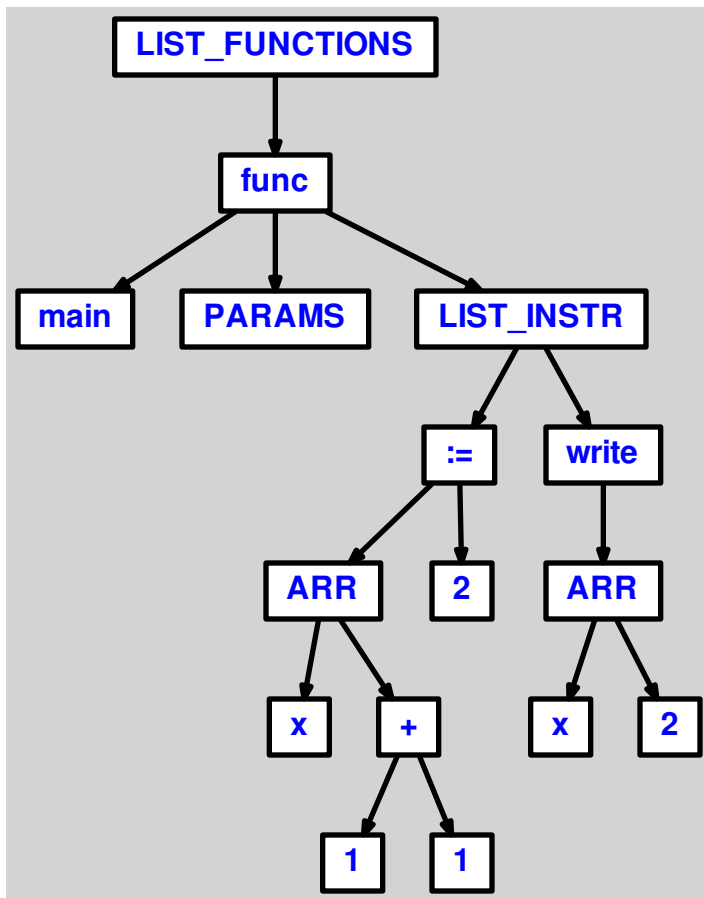 LIST_FUNCTIONS
func
main PARAMS LIST_INSTR
:= write
ARR 2 ARR
x + x 2
1 1